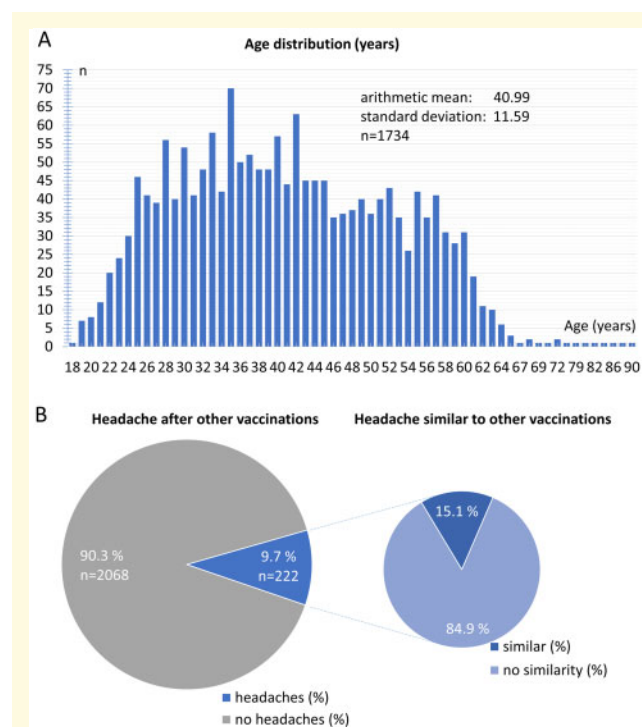 A
Age distribution (years)
75
n
70
65
60
55
50
45
40
35
30
25
20
15
10
5
0
arithmetic mean: 40.99
standard deviation: 11.59
n=1734
Age (years)
18 20 22 24 26 28 30 32 34 36 38 40 42 44 46 48 50 52 54 56 58 60 62 64 67 69 72 79 82 86 90
B
Headache after other vaccinations
Headache similar to other vaccinations
90.3 %
n=2068
9.7 %
n=222
15.1 %
84.9 %
headaches (%)
no headaches (%)
similar (%)
no similarity (%)